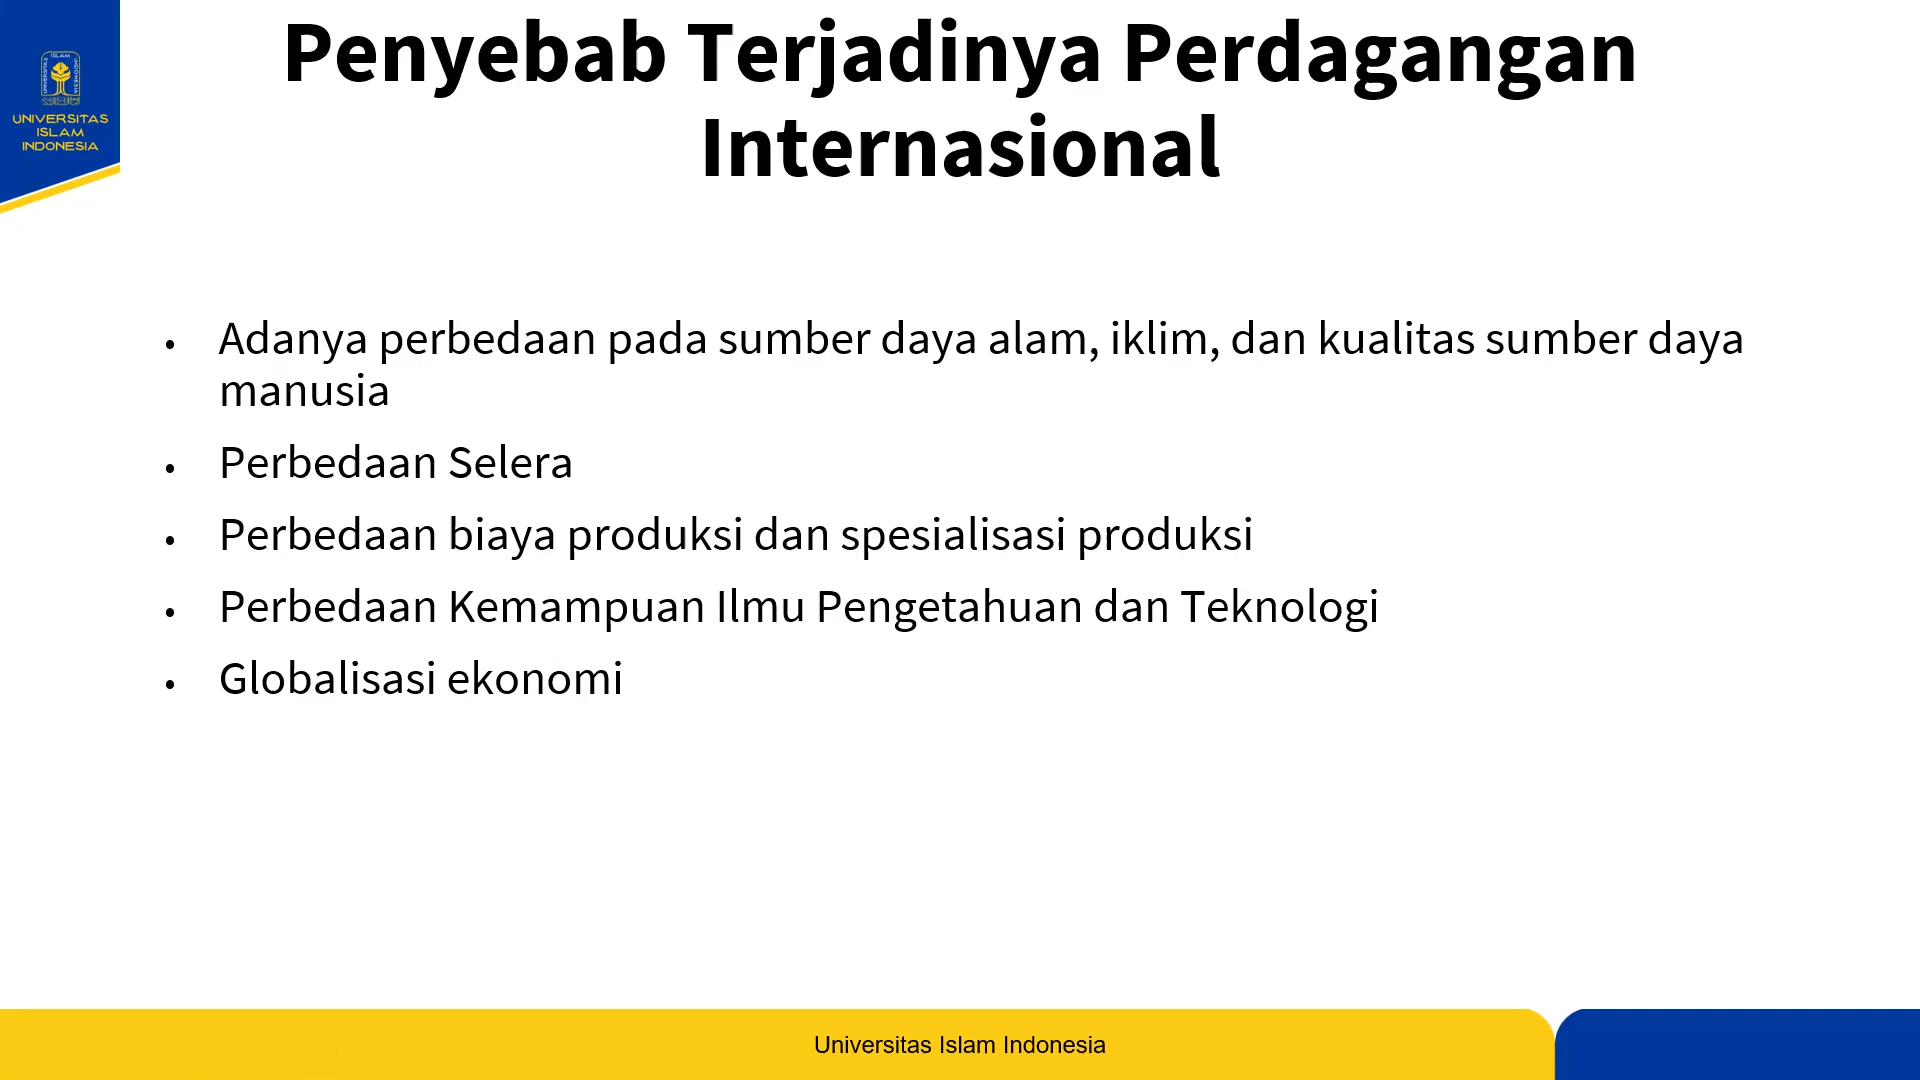 Penyebab Terjadinya Perdagangan
Internasional
UNIVERSITAS
ISLAM
INDONESIA
• Adanya perbedaan pada sumber daya alam, iklim, dan kualitas sumber daya
manusia
• Perbedaan Selera
• Perbedaan biaya produksi dan spesialisasi produksi
• Perbedaan Kemampuan Ilmu Pengetahuan dan Teknologi
• Globalisasi ekonomi
Universitas Islam Indonesia